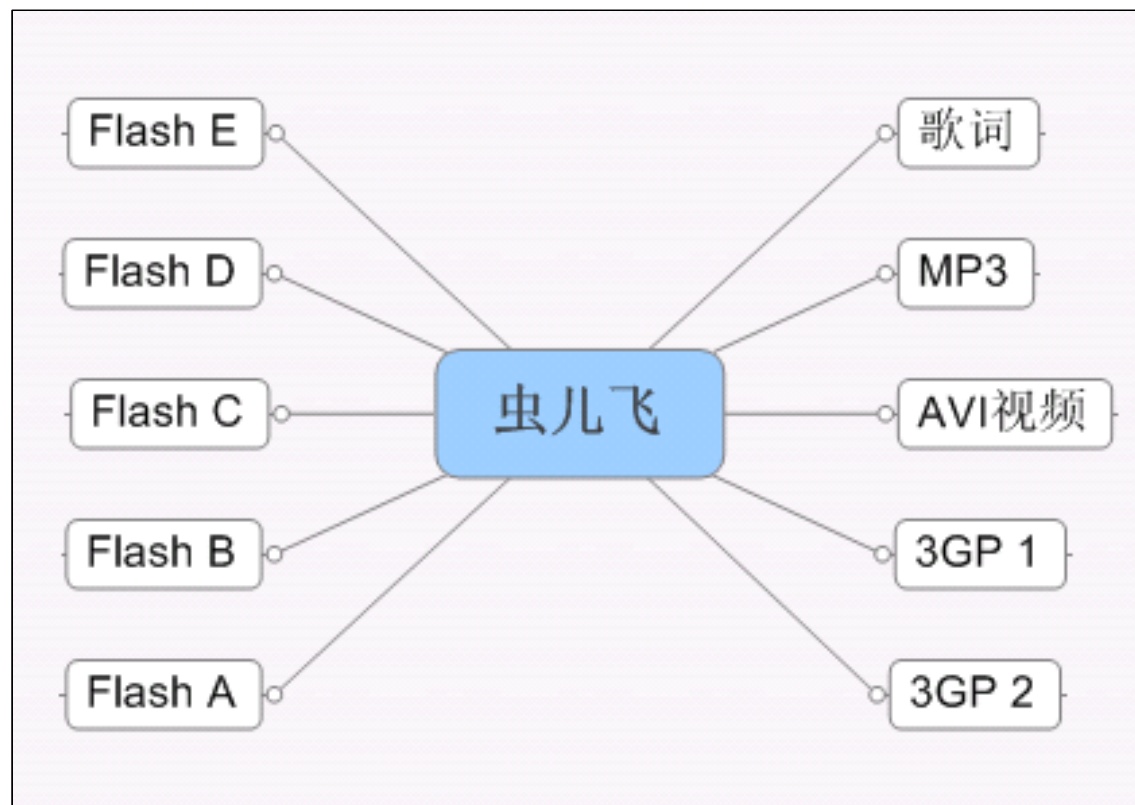 Flash E
歌词
Flash D
MP3
虫儿飞
Flash C
AVI视频
Flash B
3GP 1
Flash A
3GP 2